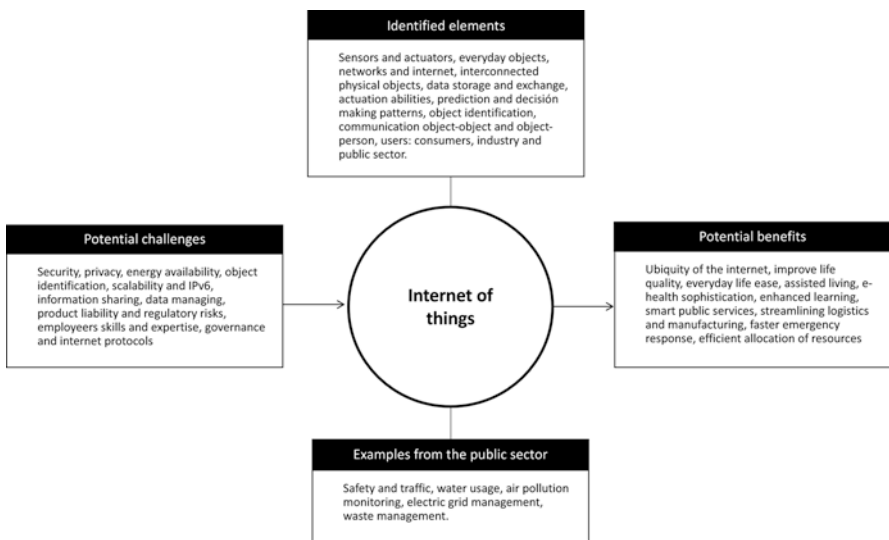 Identified elements
Sensors and actuators, everyday objects,
networks and internet, interconnected
physical objects, data storage and exchange,
actuation abilities, prediction and decisión
making patterns, object identification,
communication object-object and object-
person, users: consumers, industry and
public sector.
Potential challenges
Security, privacy, energy availability, object
identification, scalability and IPv6,
information sharing, data managing,
product liability and regulatory risks,
employeers skills and expertise, governance
and internet protocols
Internet of
things
Potential benefits
Ubiquity of the internet, improve life
quality, everyday life ease, assisted living, e-
health sophistication, enhanced learning,
smart public services, streamlining logistics
and manufacturing, faster emergency
response, efficient allocation of resources
Examples from the public sector
Safety and traffic, water usage, air pollution
monitoring, electric grid management,
waste management.